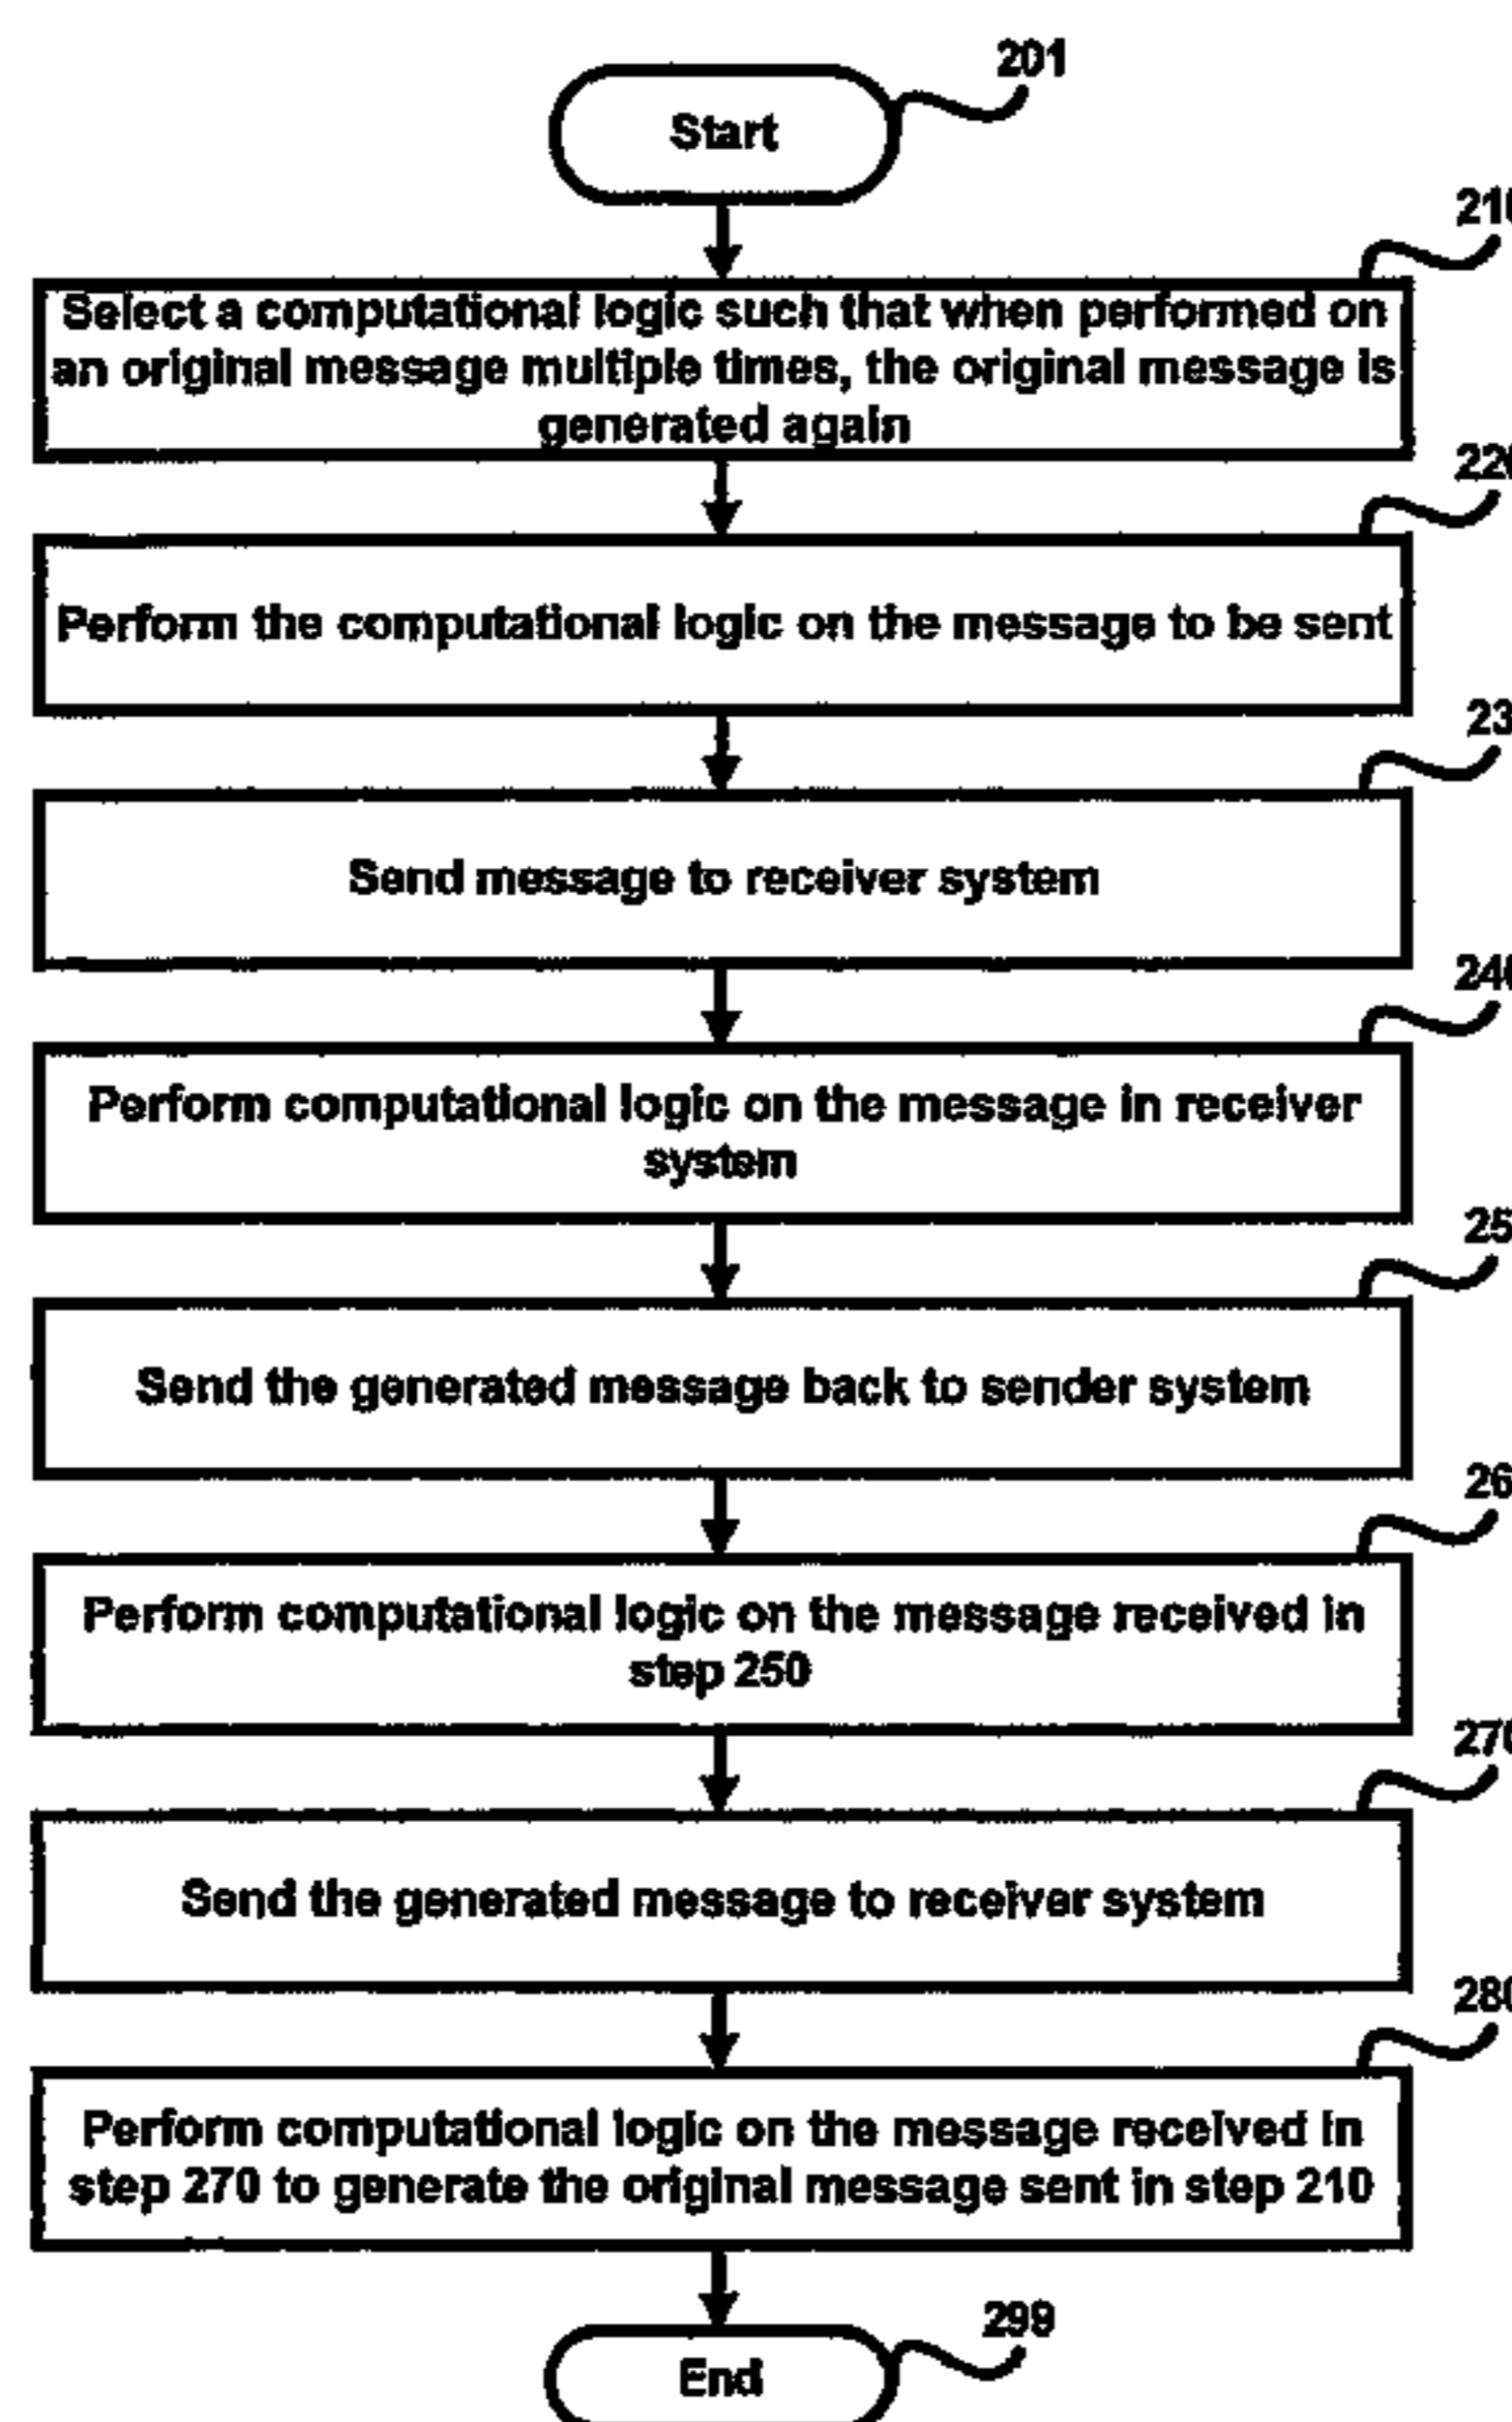 201
Start
210
Select a computational logic such that when performed on
an original message multiple times, the original message is
generated again
220
Perform the computational logic on the message to be sent
23
Send message to receiver system
240
Perform computational logic on the message in receiver
system
25
Send the generated message back to sender system
26
Perform computational logic on the message received in
step 250
270
Send the generated message to receiver system
280
Perform computational logic on the message received in
step 270 to generate the original message sent in step 210
299
End